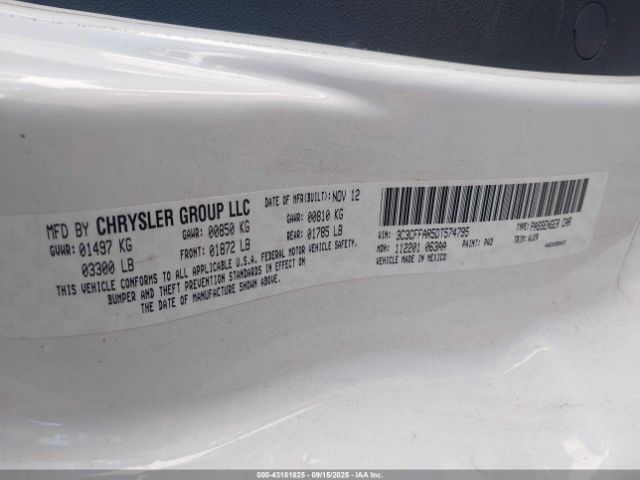 MFD BY CHRYSLER GROUP LLC
DATE OF MFR(BUILT): NOV 12
GVWR: 01497 KG
GAWR: 00850 KG
GAWR: 00810 KG
03300 LB
FRONT: 01872 LB
REAR: 01785 LB
THIS VEHICLE CONFORMS TO ALL APPLICABLE U.S.A. FEDERAL MOTOR VEHICLE SAFETY,
BUMPER AND THEFT PREVENTION STANDARDS IN EFFECT ON
THE DATE OF MANUFACTURE SHOWN ABOVE.
VIN: 3C3CFFAR5DT574795
TYPE: PASSENGER CAR
MDH: 112201 063AA
PAINT: PW3
TRIM:
VEHICLE MADE IN MEXICO
000-43181825 - 09/15/2025 - IAAI.COM